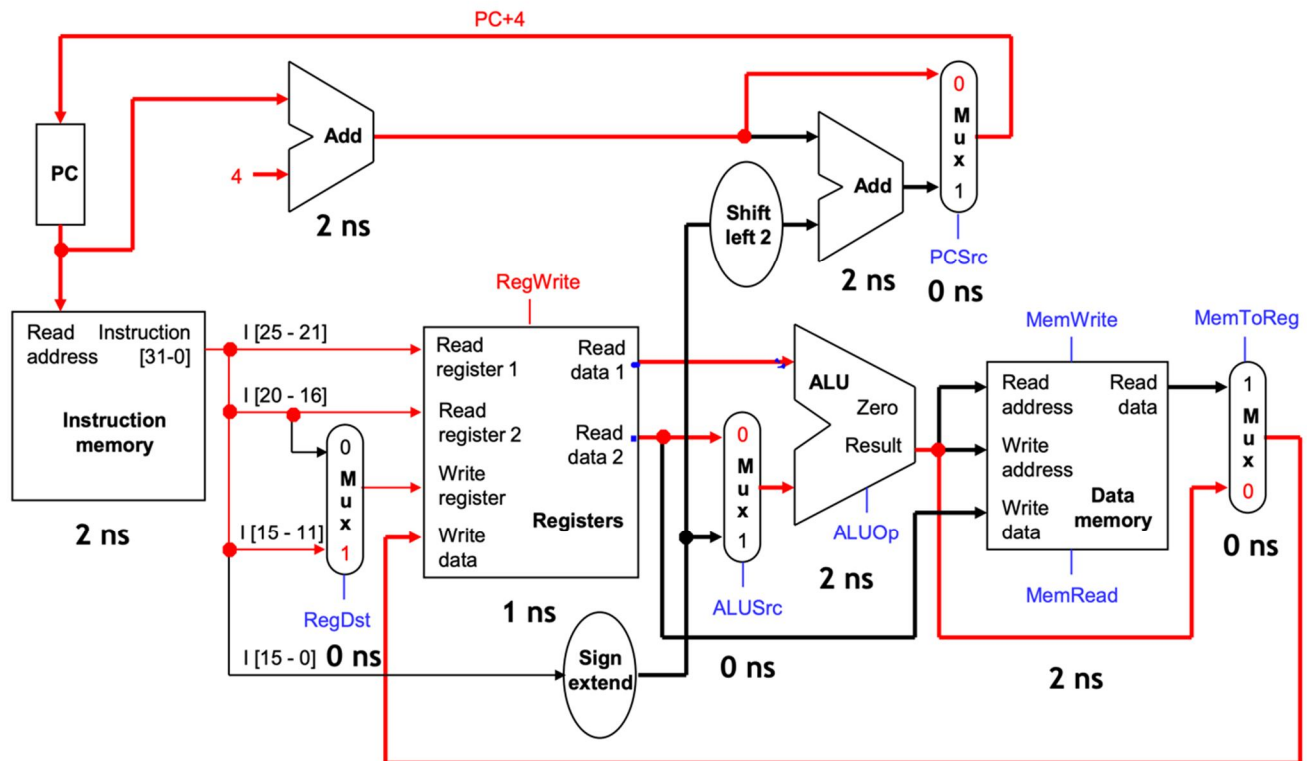 PC+4
PC
Add
4
2 ns
Shift
left 2
Add
2 ns
0
M
u
x
1
PCSrc
0 ns
Read
address
Instruction
[31-0]
Instruction
memory
2 ns
I [25 - 21]
I [20 - 16]
I [15 - 11]
I [15 - 0]
0
M
u
x
1
RegDst
0 ns
RegWrite
Read
register 1
Read
data 1
Read
register 2
Read
data 2
Write
register
Write
data
Registers
1 ns
Sign
extend
0
M
u
x
1
ALUSrc
0 ns
ALU
Zero
Result
ALUOp
2 ns
MemWrite
Read
address
Read
data
Write
address
Write
data
Data
memory
MemRead
2 ns
MemToReg
1
M
u
x
0
0 ns